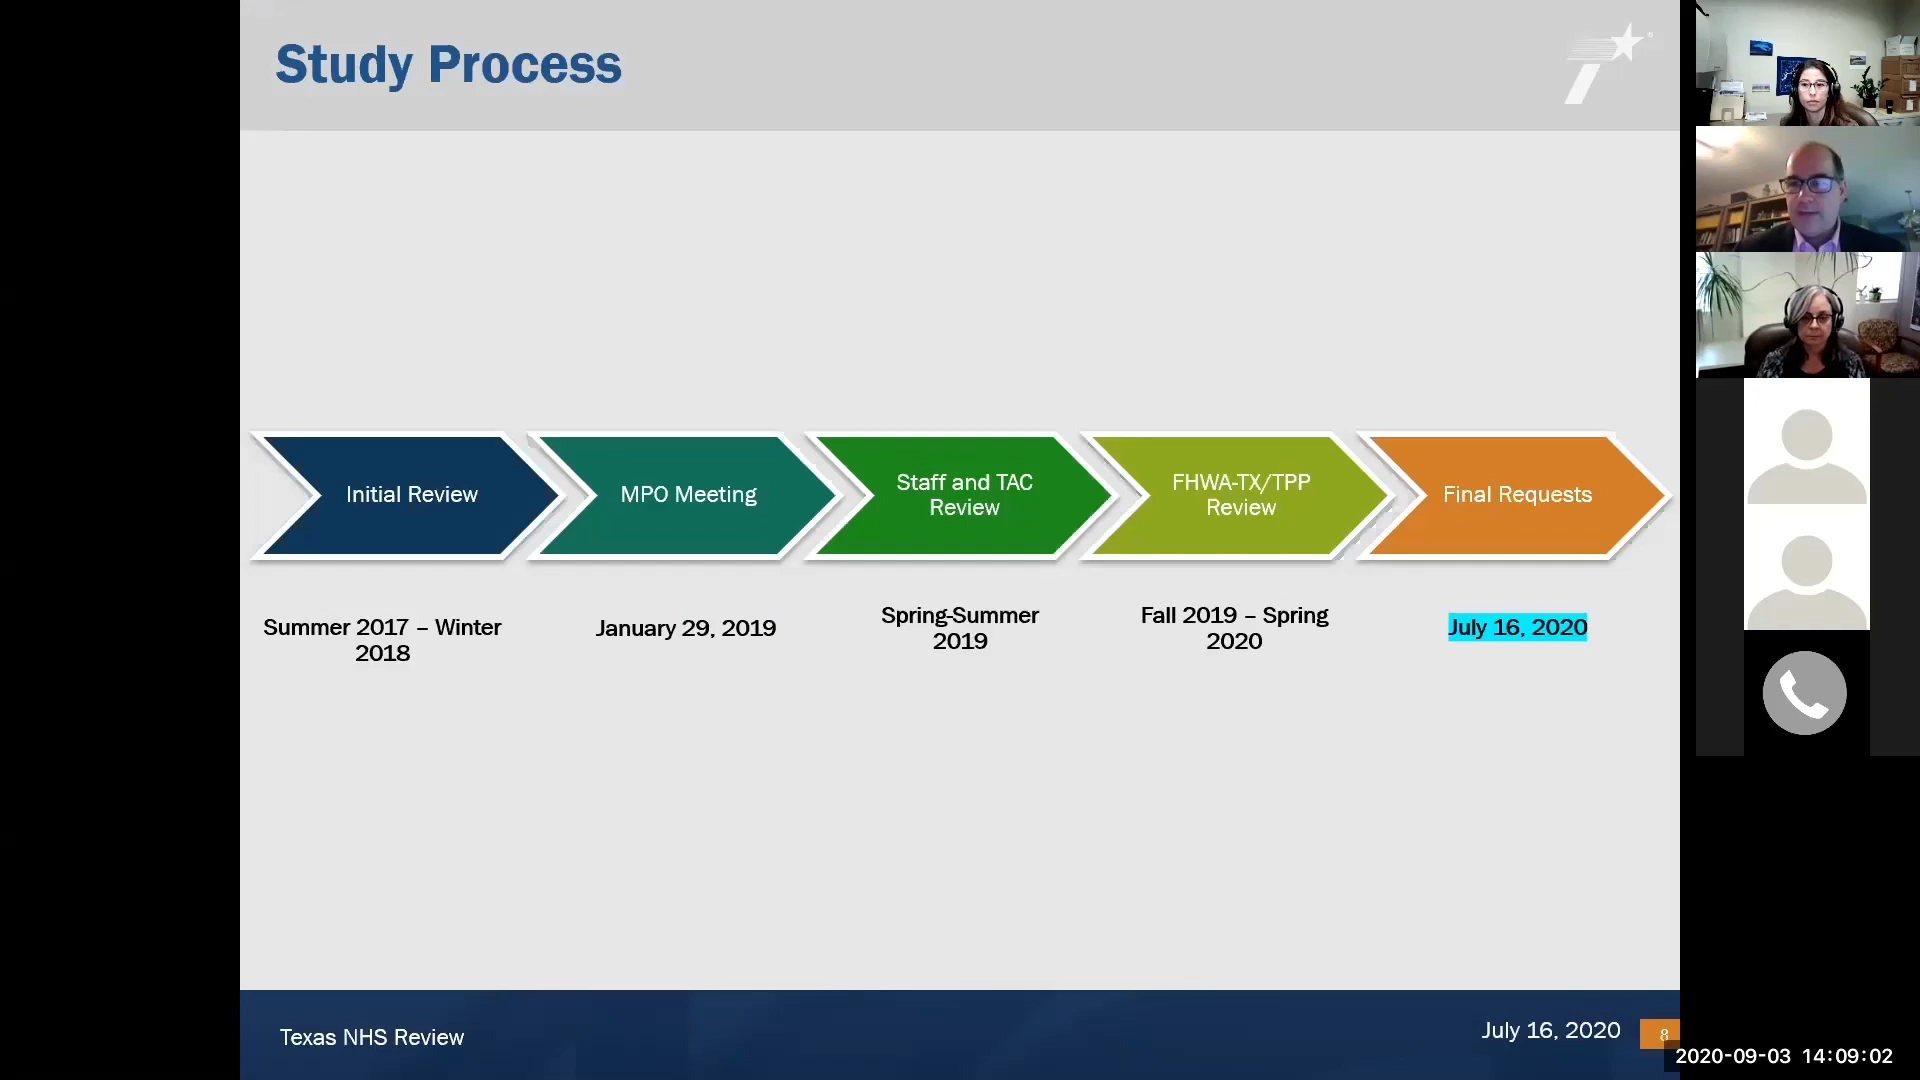 Study Process
Initial Review
MPO Meeting
Staff and TAC
Review
FHWA-TX/TPP
Review
Final Requests
Summer 2017 – Winter
2018
January 29, 2019
Spring-Summer
2019
Fall 2019 – Spring
2020
July 16, 2020
Texas NHS Review
July 16, 2020
8
2020-09-03 14:09:02